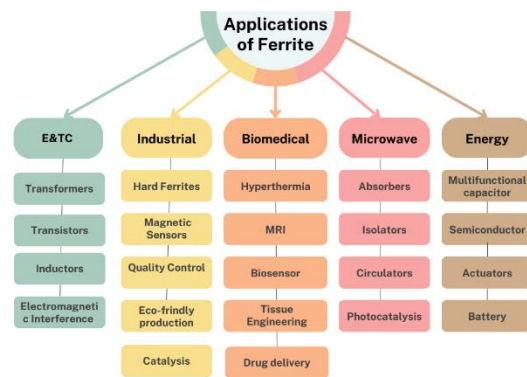 Applications
of Ferrite
E&TC
Industrial
Biomedical
Microwave
Energy
Transformers
Transistors
Inductors
Electromagneti
c Interference
Hard Ferrites
Magnetic
Sensors
Quality Control
Eco-frindly
production
Catalysis
Hyperthermia
MRI
Biosensor
Tissue
Engineering
Drug delivery
Absorbers
Isolators
Circulators
Photocatalysis
Multifunctional
capacitor
Semiconductor
Actuators
Battery